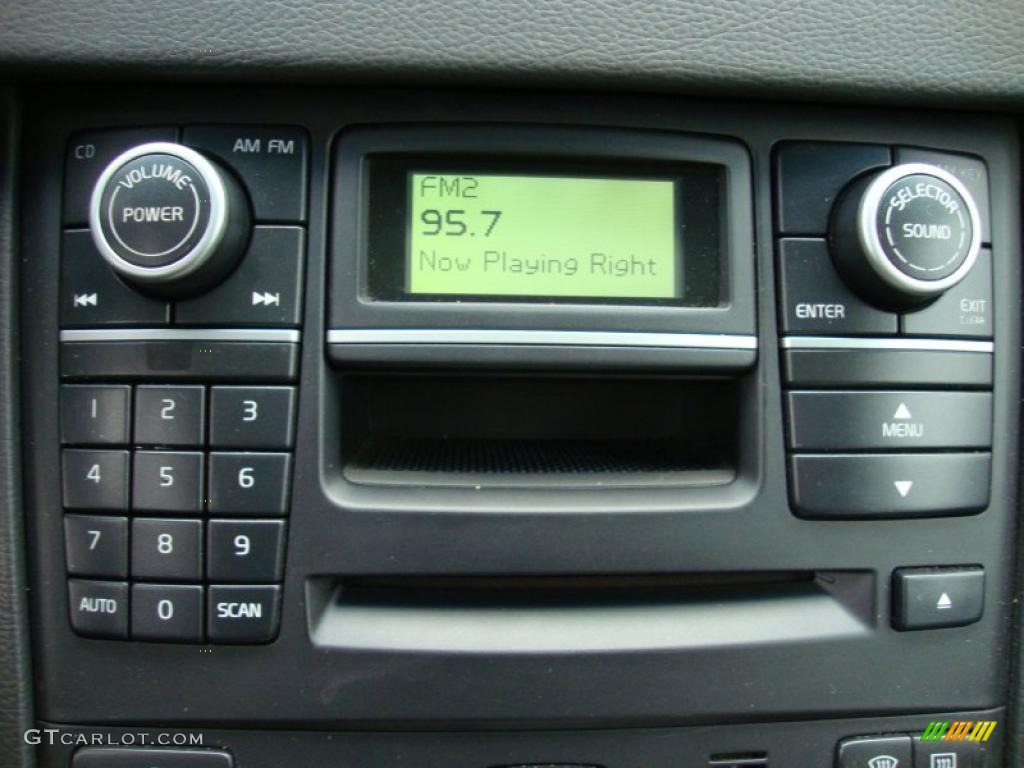 CD
AM FM
VOLUME
POWER
FM2
95.7
Now Playing Right
SELECTOR
SOUND
ENTER
EXIT
CLEAR
MENU
1 2 3
4 5 6
7 8 9
AUTO 0 SCAN
GTCARLOT.COM